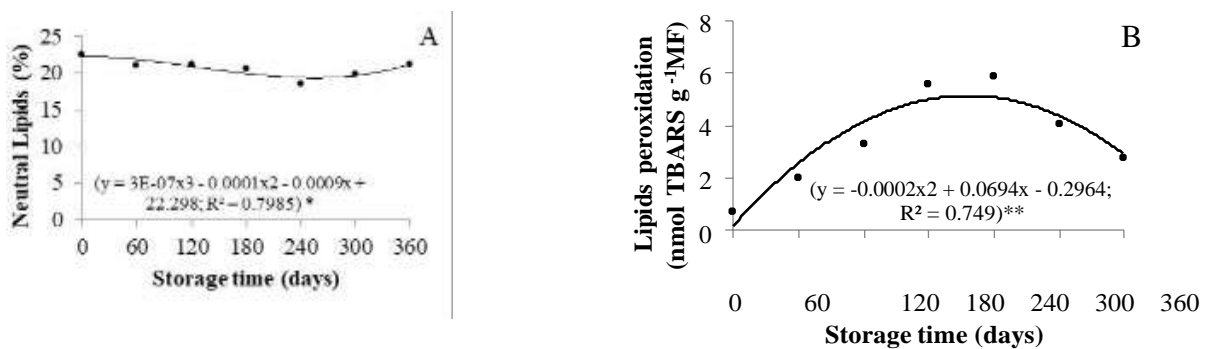 A
Neutral Lipids (%)
25
20
15
10
5
0
(y = 3E-07x3 - 0.0001x2 - 0.0009x +
22.298; R² = 0.7985) *
0 60 120 180 240 300 360
Storage time (days)
B
Lipids peroxidation
(nmol TBARS g -1MF)
8
6
4
2
0
(y = -0.0002x2 + 0.0694x - 0.2964;
R² = 0.749)**
0 60 120 180 240 300 360
Storage time (days)